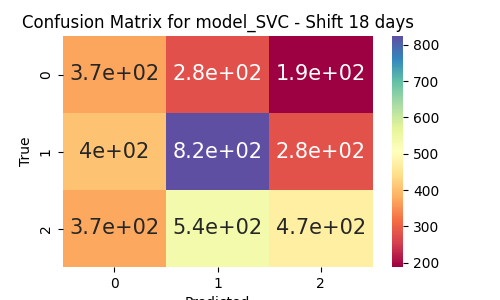 Confusion Matrix for model_SVC - Shift 18 days
True
0
1
2
3.7e+02 2.8e+02 1.9e+02
4e+02 8.2e+02 2.8e+02
3.7e+02 5.4e+02 4.7e+02
0 1 2
Predicted
800
700
600
500
400
300
200